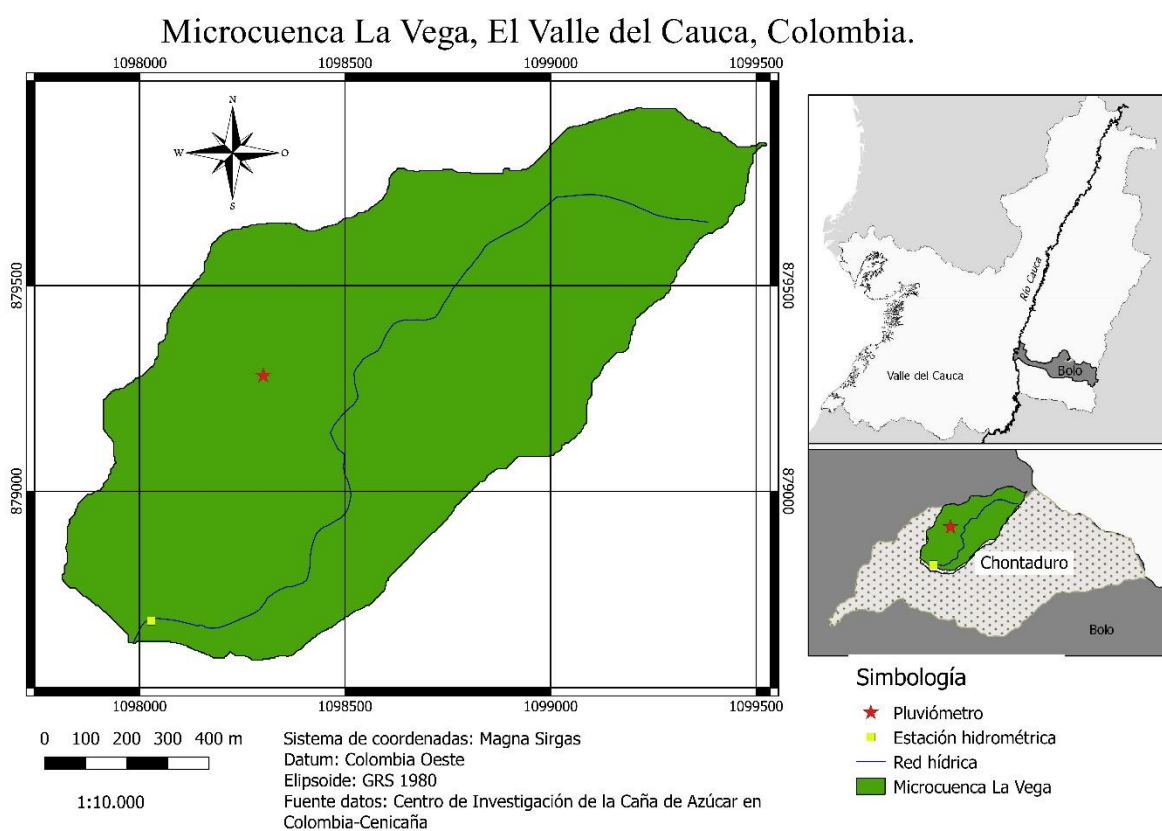 Microcuenca La Vega, El Valle del Cauca, Colombia.
1098000 1098500 1099000 1099500
N
W O
S
879500 879500
879000 879000
1098000 1098500 1099000 1099500
0 100 200 300 400 m
1:10.000
Sistema de coordenadas: Magna Sirgas
Datum: Colombia Oeste
Elipsoide: GRS 1980
Fuente datos: Centro de Investigación de la Caña de Azúcar en
Colombia-Cenicaña
Río Cauca
Valle del Cauca
Bolo
Chontaduro
Bolo
Simbología
Pluviómetro
Estación hidrométrica
Red hídrica
Microcuenca La Vega